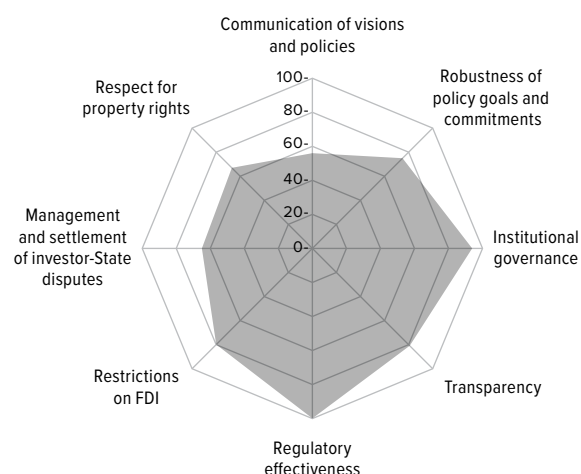 Communication of visions
and policies
Robustness of
policy goals and
commitments
Respect for
property rights
100-
80-
60-
40-
20-
0-
Management
and settlement
of investor-State
disputes
Institutional
governance
Restrictions
on FDI
Transparency
Regulatory
effectiveness